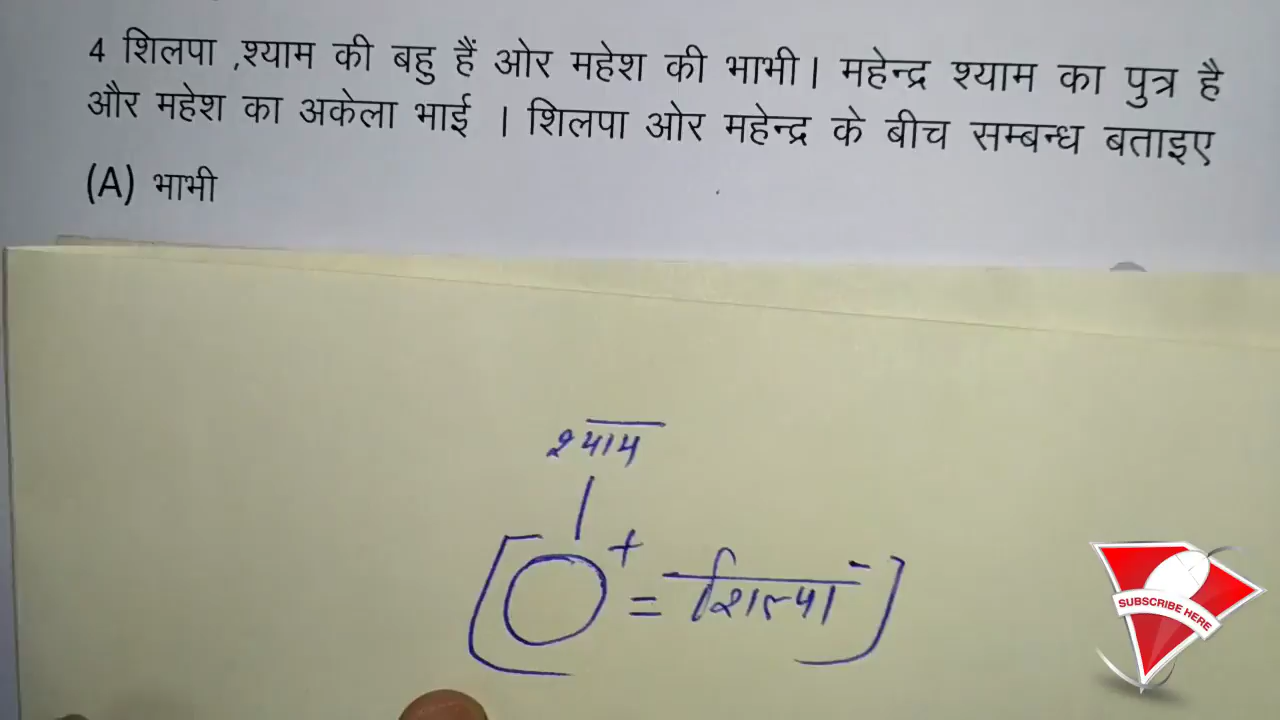 4 शिलपा ,श्याम की बहु हैं ओर महेश की भाभी। महेन्द्र श्याम का पुत्र है
और महेश का अकेला भाई । शिलपा ओर महेन्द्र के बीच सम्बन्ध बताइए
(A) भाभी
श्याम
+
= शिल्पा -
SUBSCRIBE HERE